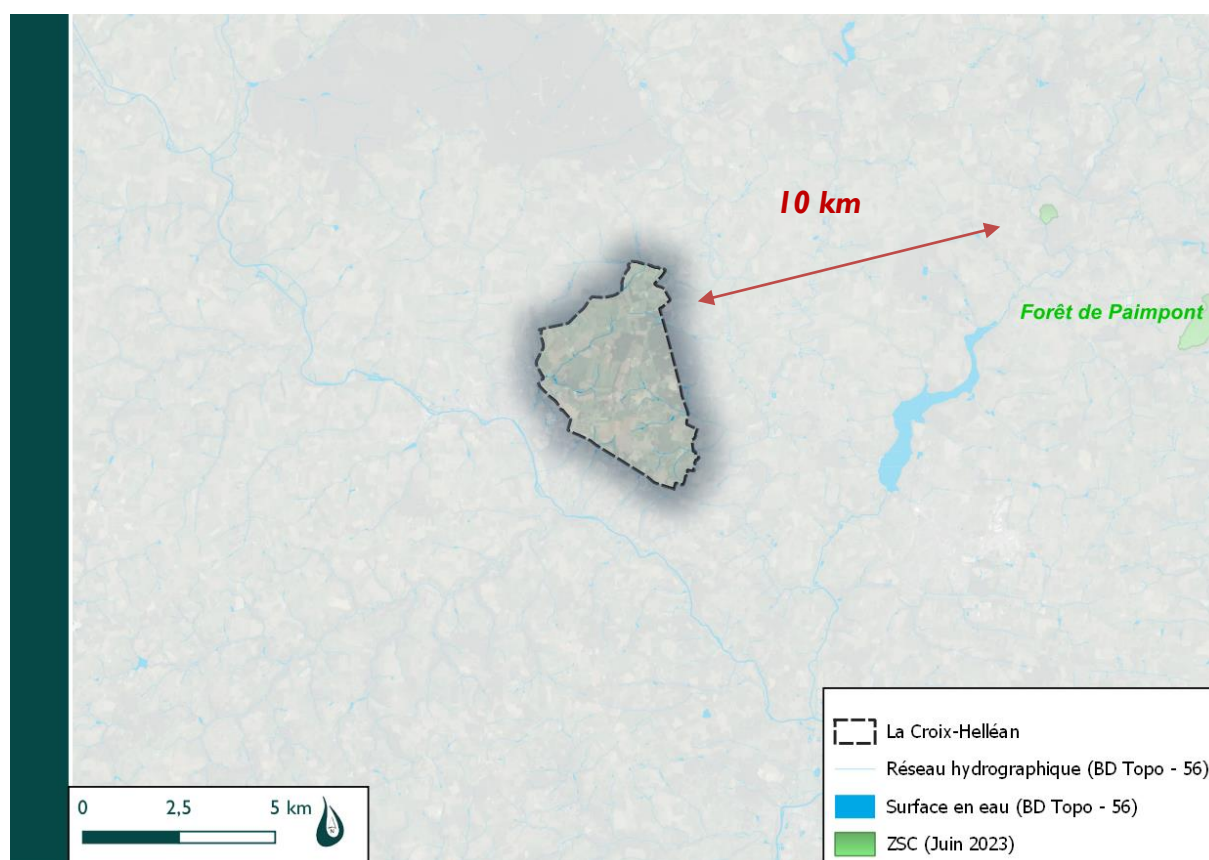 10 km
Forêt de Paimpont
La Croix-Helléan
Réseau hydrographique (BD Topo - 56)
Surface en eau (BD Topo - 56)
ZSC (Juin 2023)
0 2,5 5 km